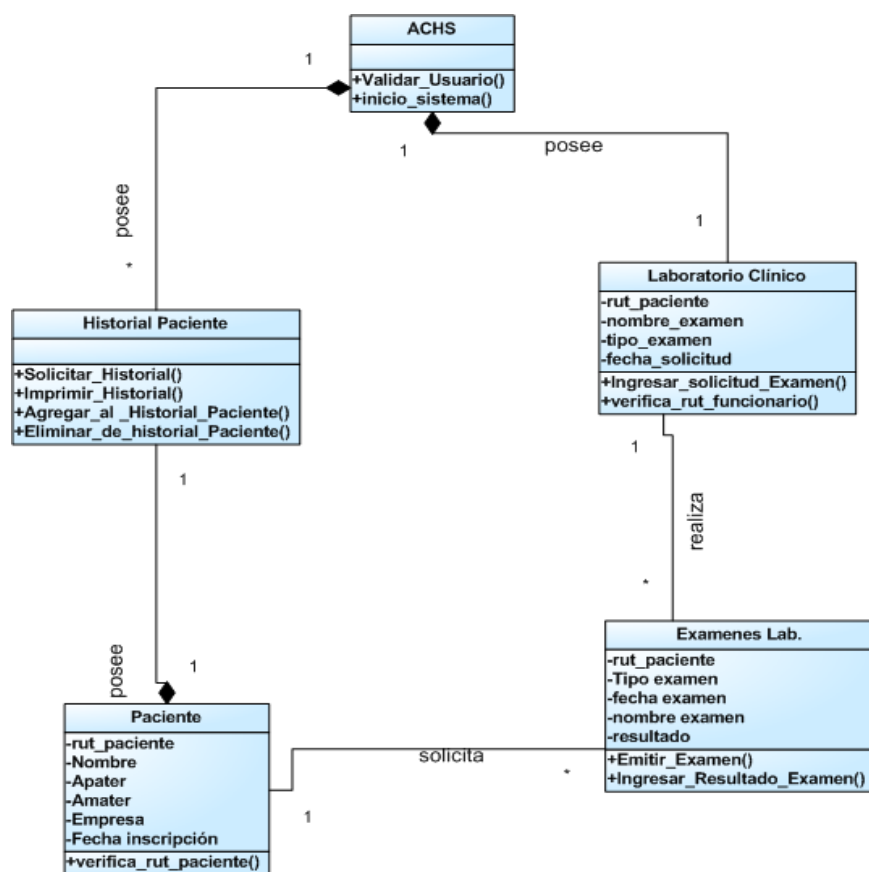 ACHS
+Validar_Usuario()
+inicio_sistema()
1
1
posee
posee
1
*
Laboratorio Clínico
-rut_paciente
-nombre_examen
-tipo_examen
-fecha_solicitud
+Ingresar_solicitud_Examen()
+verifica_rut_funcionario()
Historial Paciente
+Solicitar_Historial()
+Imprimir_Historial()
+Agregar_al _Historial_Paciente()
+Eliminar_de_historial_Paciente()
1
1
realiza
*
Examenes Lab.
-rut_paciente
-Tipo examen
-fecha examen
-nombre examen
-resultado
+Emitir_Examen()
+Ingresar_Resultado_Examen()
1
posee
Paciente
-rut_paciente
-Nombre
-Apater
-Amater
-Empresa
-Fecha inscripción
+verifica_rut_paciente()
solicita
*
1